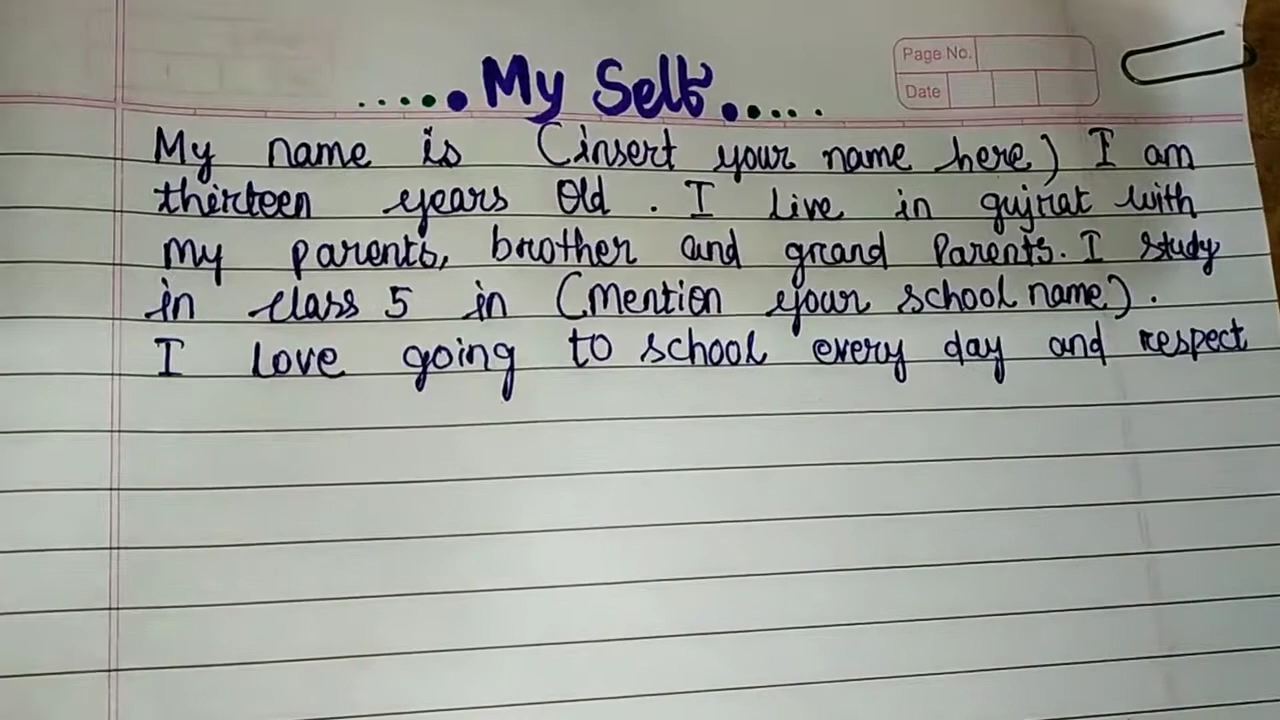 Page No.
Date
.....My Self.....
My name is (insert your name here) I am
thirteen years Old . I live in gujrat with
My parents, brother and grand Parents. I study
in class 5 in (Mention your school name).
I love going to school every day and respect